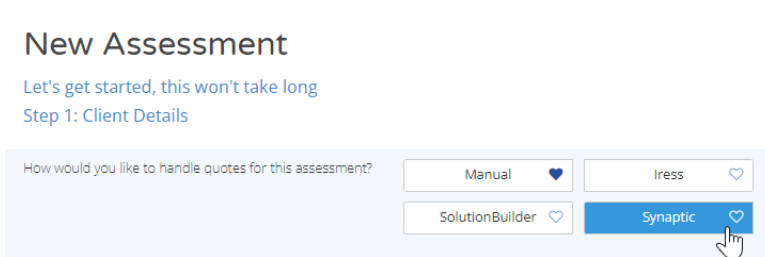 New Assessment
Let's get started, this won't take long
Step 1: Client Details
How would you like to handle quotes for this assessment?
Manual
Iress
SolutionBuilder
Synaptic